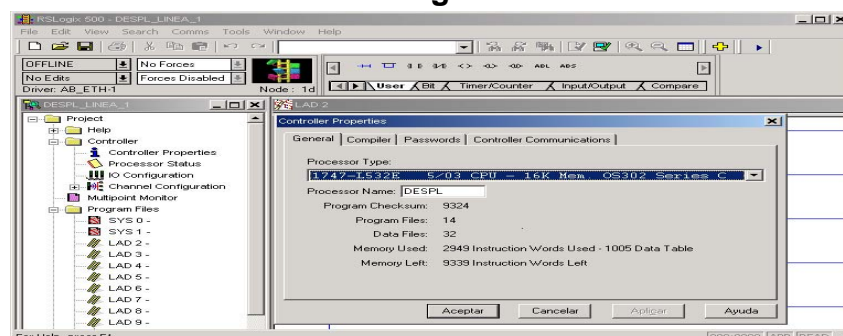 RSLogix 500 - DESPL_LINEA_1
File Edit View Search Comms Tools Window Help
OFFLINE No Forces
No Edits Forces Disabled
Driver: AB_ETH-1 Node : 1d
ABL ABS
User Bit Timer/Counter Input/Output Compare
DESPL_LINEA_1
LAD 2
Project
Help
Controller
Controller Properties
Processor Status
IO Configuration
Channel Configuration
Multipoint Monitor
Program Files
SYS 0 -
SYS 1 -
LAD 2 -
LAD 3 -
LAD 4 -
LAD 5 -
LAD 6 -
LAD 7 -
LAD 8 -
LAD 9 -
Controller Properties
General Compiler Passwords Controller Communications
Processor Type:
1747-L532E 5/03 CPU - 16K Mem. OS302 Series C
Processor Name: DESPL
Program Checksum: 9324
Program Files: 14
Data Files: 32
Memory Used: 2949 Instruction Words Used - 1005 Data Table
Memory Left: 9339 Instruction Words Left
Aceptar Cancelar Aplicar Ayuda